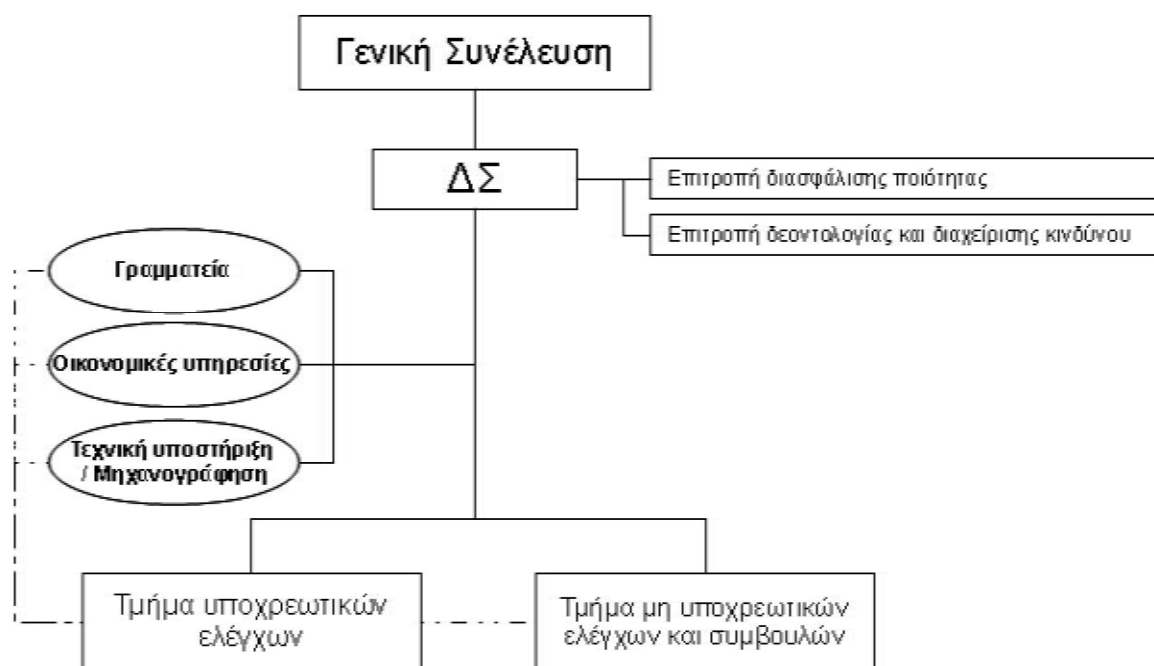 Γενική Συνέλευση
ΔΣ
Επιτροπή διασφάλισης ποιότητας
Επιτροπή δεοντολογίας και διαχείρισης κινδύνου
Γραμματεία
Οικονομικές υπηρεσίες
Τεχνική υποστήριξη
/ Μηχανογράφηση
Τμήμα υποχρεωτικών
ελέγχων
Τμήμα μη υποχρεωτικών
ελέγχων και συμβουλών